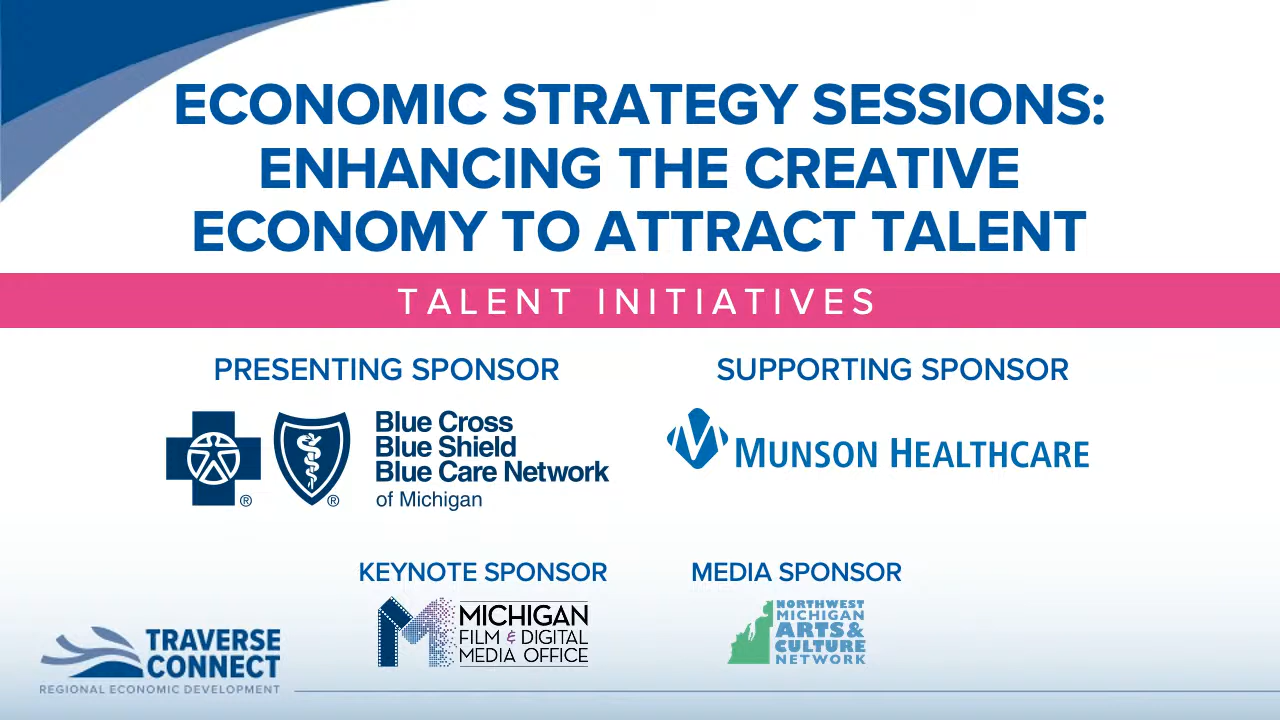 ECONOMIC STRATEGY SESSIONS:
ENHANCING THE CREATIVE
ECONOMY TO ATTRACT TALENT
TALENT INITIATIVES
PRESENTING SPONSOR
Blue Cross
Blue Shield
Blue Care Network
of Michigan
® ®
SUPPORTING SPONSOR
MUNSON HEALTHCARE
KEYNOTE SPONSOR
MICHIGAN
FILM & DIGITAL
MEDIA OFFICE
MEDIA SPONSOR
NORTHWEST
MICHIGAN
ARTS &
CULTURE
NETWORK
TRAVERSE
CONNECT
REGIONAL ECONOMIC DEVELOPMENT